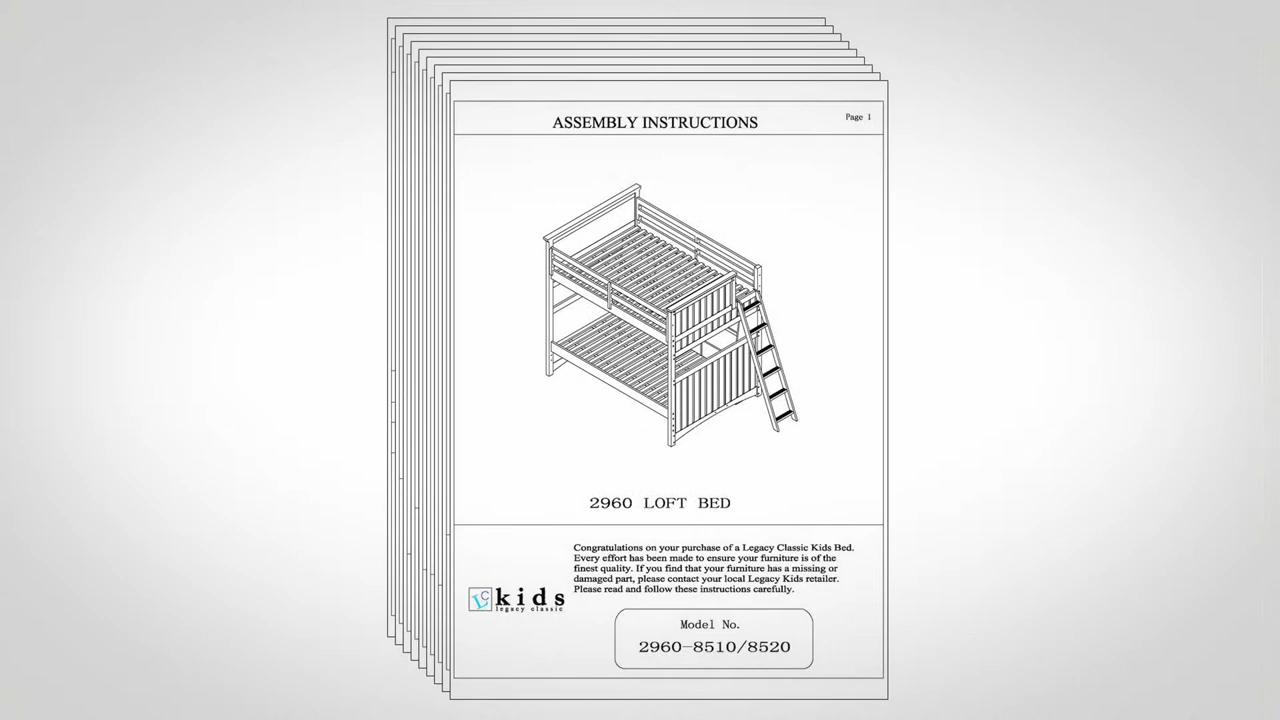 ASSEMBLY INSTRUCTIONS
Page 1
2960 LOFT BED
Congratulations on your purchase of a Legacy Classic Kids Bed.
Every effort has been made to ensure your furniture is of the
finest quality. If you find that your furniture has a missing or
damaged part, please contact your local Legacy Kids retailer.
Please read and follow these instructions carefully.
LC kids
legacy classic
Model No.
2960-8510/8520